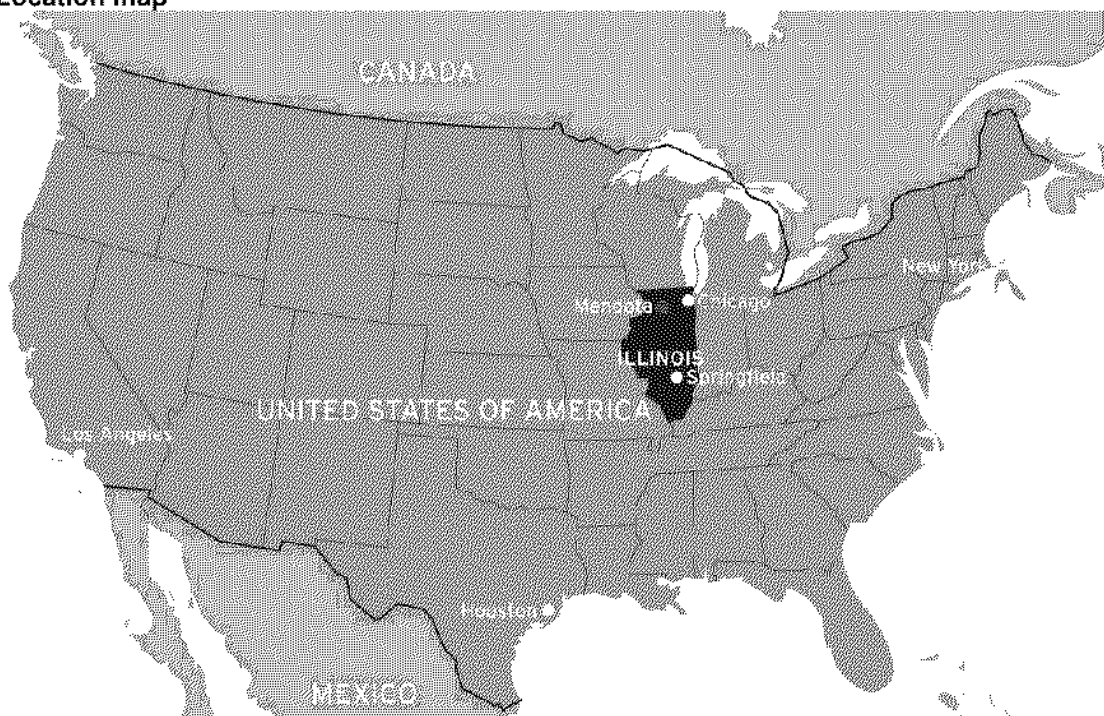 Location map
CANADA
New York
Mendota
Chicago
ILLINOIS
Springfield
UNITED STATES OF AMERICA
Los Angeles
Houston
MEXICO